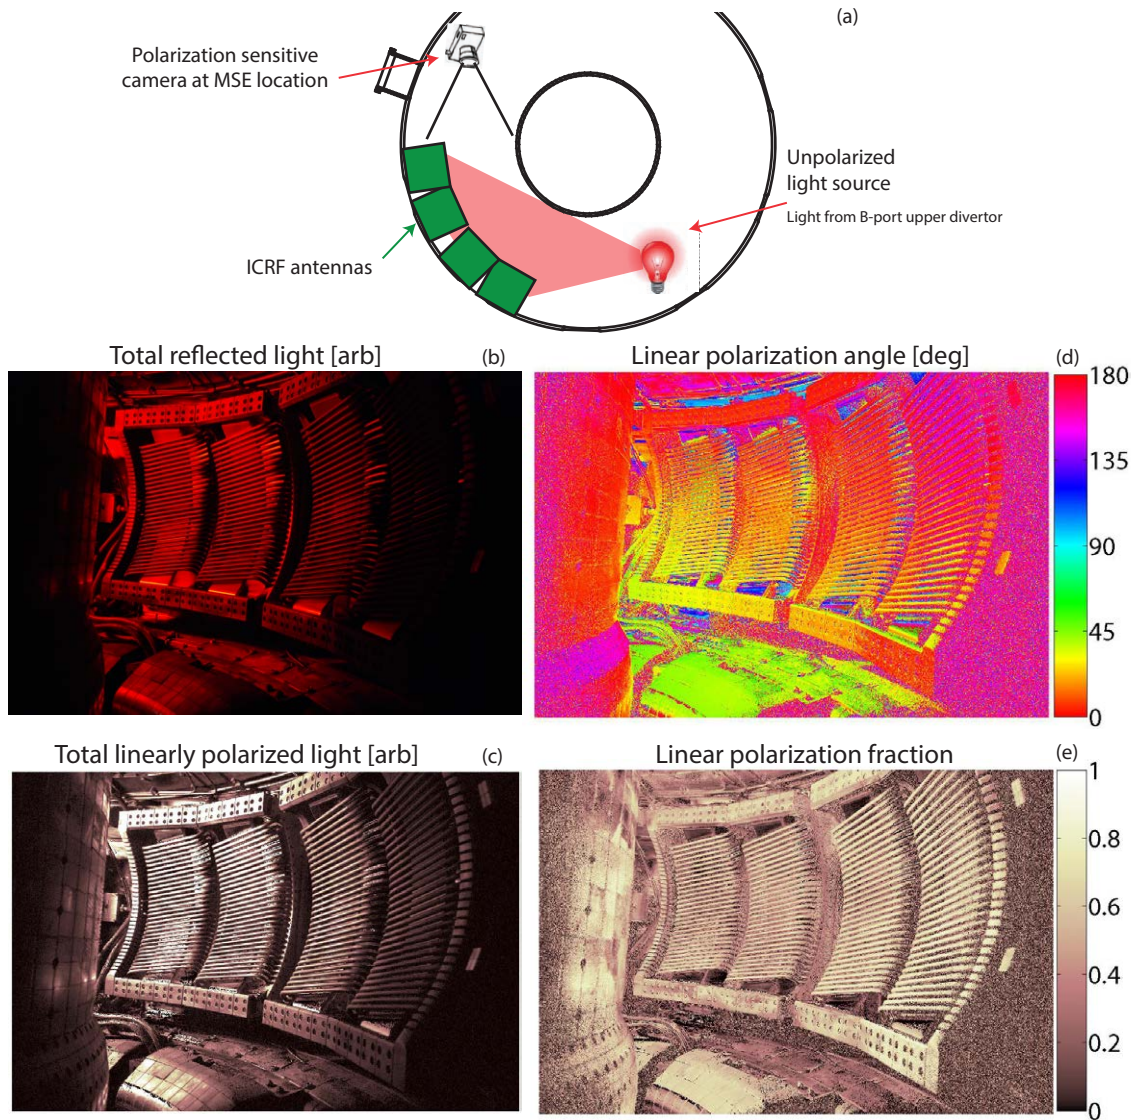 (a)
Polarization sensitive
camera at MSE location
Unpolarized
light source
Light from B-port upper divertor
ICRF antennas
Total reflected light [arb]
(b)
Linear polarization angle [deg]
(d)
180
135
90
45
0
Total linearly polarized light [arb]
(c)
Linear polarization fraction
(e)
1
0.8
0.6
0.4
0.2
0